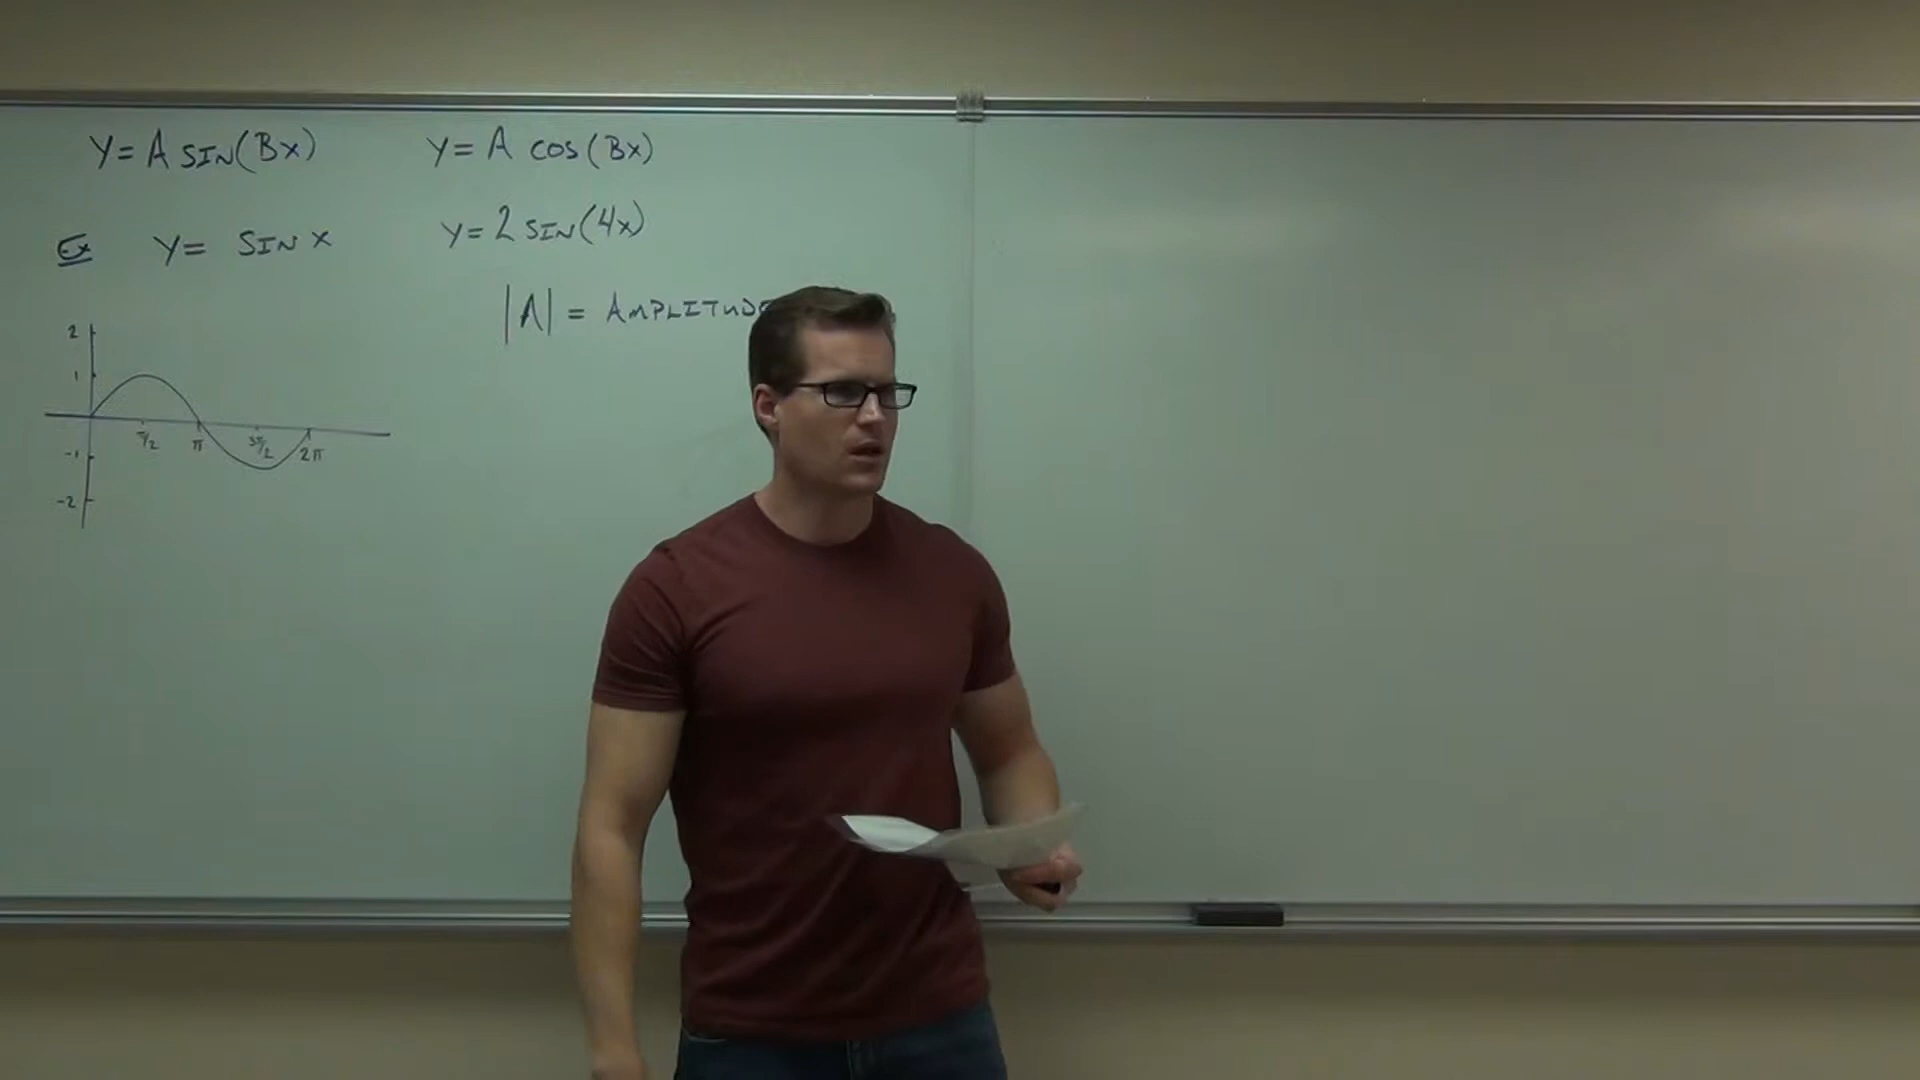 Y = A SIN(Bx) Y = A COS(Bx)
Ex Y = SIN x Y = 2 SIN(4x)
|A| = AMPLITUDE
2
1
π/2 π 3π/2 2π
-1
-2